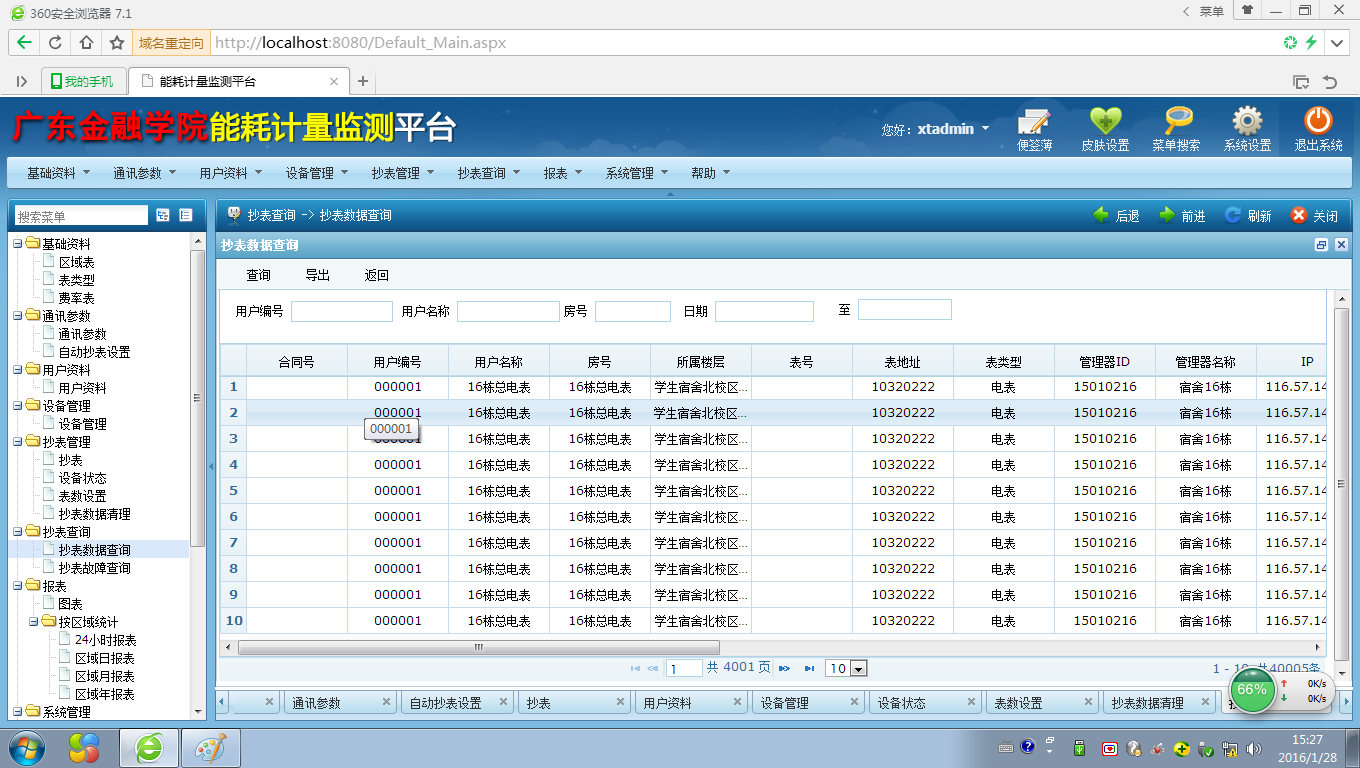 360安全浏览器 7.1
菜单
域名重定向 http://localhost:8080/Default_Main.aspx
我的手机 能耗计量监测平台
广东金融学院能耗计量监测平台
您好：xtadmin 便签薄 皮肤设置 菜单搜索 系统设置 退出系统
基础资料 通讯参数 用户资料 设备管理 抄表管理 抄表查询 报表 系统管理 帮助
搜索菜单
基础资料
区域表
表类型
费率表
通讯参数
通讯参数
自动抄表设置
用户资料
用户资料
设备管理
设备管理
抄表管理
抄表
设备状态
表数设置
抄表数据清理
抄表查询
抄表数据查询
抄表故障查询
报表
图表
按区域统计
24小时报表
区域日报表
区域月报表
区域年报表
系统管理
抄表查询 -> 抄表数据查询 后退 前进 刷新 关闭
抄表数据查询
查询 导出 返回
用户编号 用户名称 房号 日期 至
合同号 用户编号 用户名称 房号 所属楼层 表号 表地址 表类型 管理器ID 管理器名称 IP
1 000001 16栋总电表 16栋总电表 学生宿舍北校区... 10320222 电表 15010216 宿舍16栋 116.57.14
2 000001 16栋总电表 16栋总电表 学生宿舍北校区... 10320222 电表 15010216 宿舍16栋 116.57.14
000001
3 000001 16栋总电表 16栋总电表 学生宿舍北校区... 10320222 电表 15010216 宿舍16栋 116.57.14
4 000001 16栋总电表 16栋总电表 学生宿舍北校区... 10320222 电表 15010216 宿舍16栋 116.57.14
5 000001 16栋总电表 16栋总电表 学生宿舍北校区... 10320222 电表 15010216 宿舍16栋 116.57.14
6 000001 16栋总电表 16栋总电表 学生宿舍北校区... 10320222 电表 15010216 宿舍16栋 116.57.14
7 000001 16栋总电表 16栋总电表 学生宿舍北校区... 10320222 电表 15010216 宿舍16栋 116.57.14
8 000001 16栋总电表 16栋总电表 学生宿舍北校区... 10320222 电表 15010216 宿舍16栋 116.57.14
9 000001 16栋总电表 16栋总电表 学生宿舍北校区... 10320222 电表 15010216 宿舍16栋 116.57.14
10 000001 16栋总电表 16栋总电表 学生宿舍北校区... 10320222 电表 15010216 宿舍16栋 116.57.14
1 共 4001 页 10 1 - 10 共40005条
通讯参数 自动抄表设置 抄表 用户资料 设备管理 设备状态 表数设置 抄表数据清理
66% 0K/s
0K/s
15:27
2016/1/28